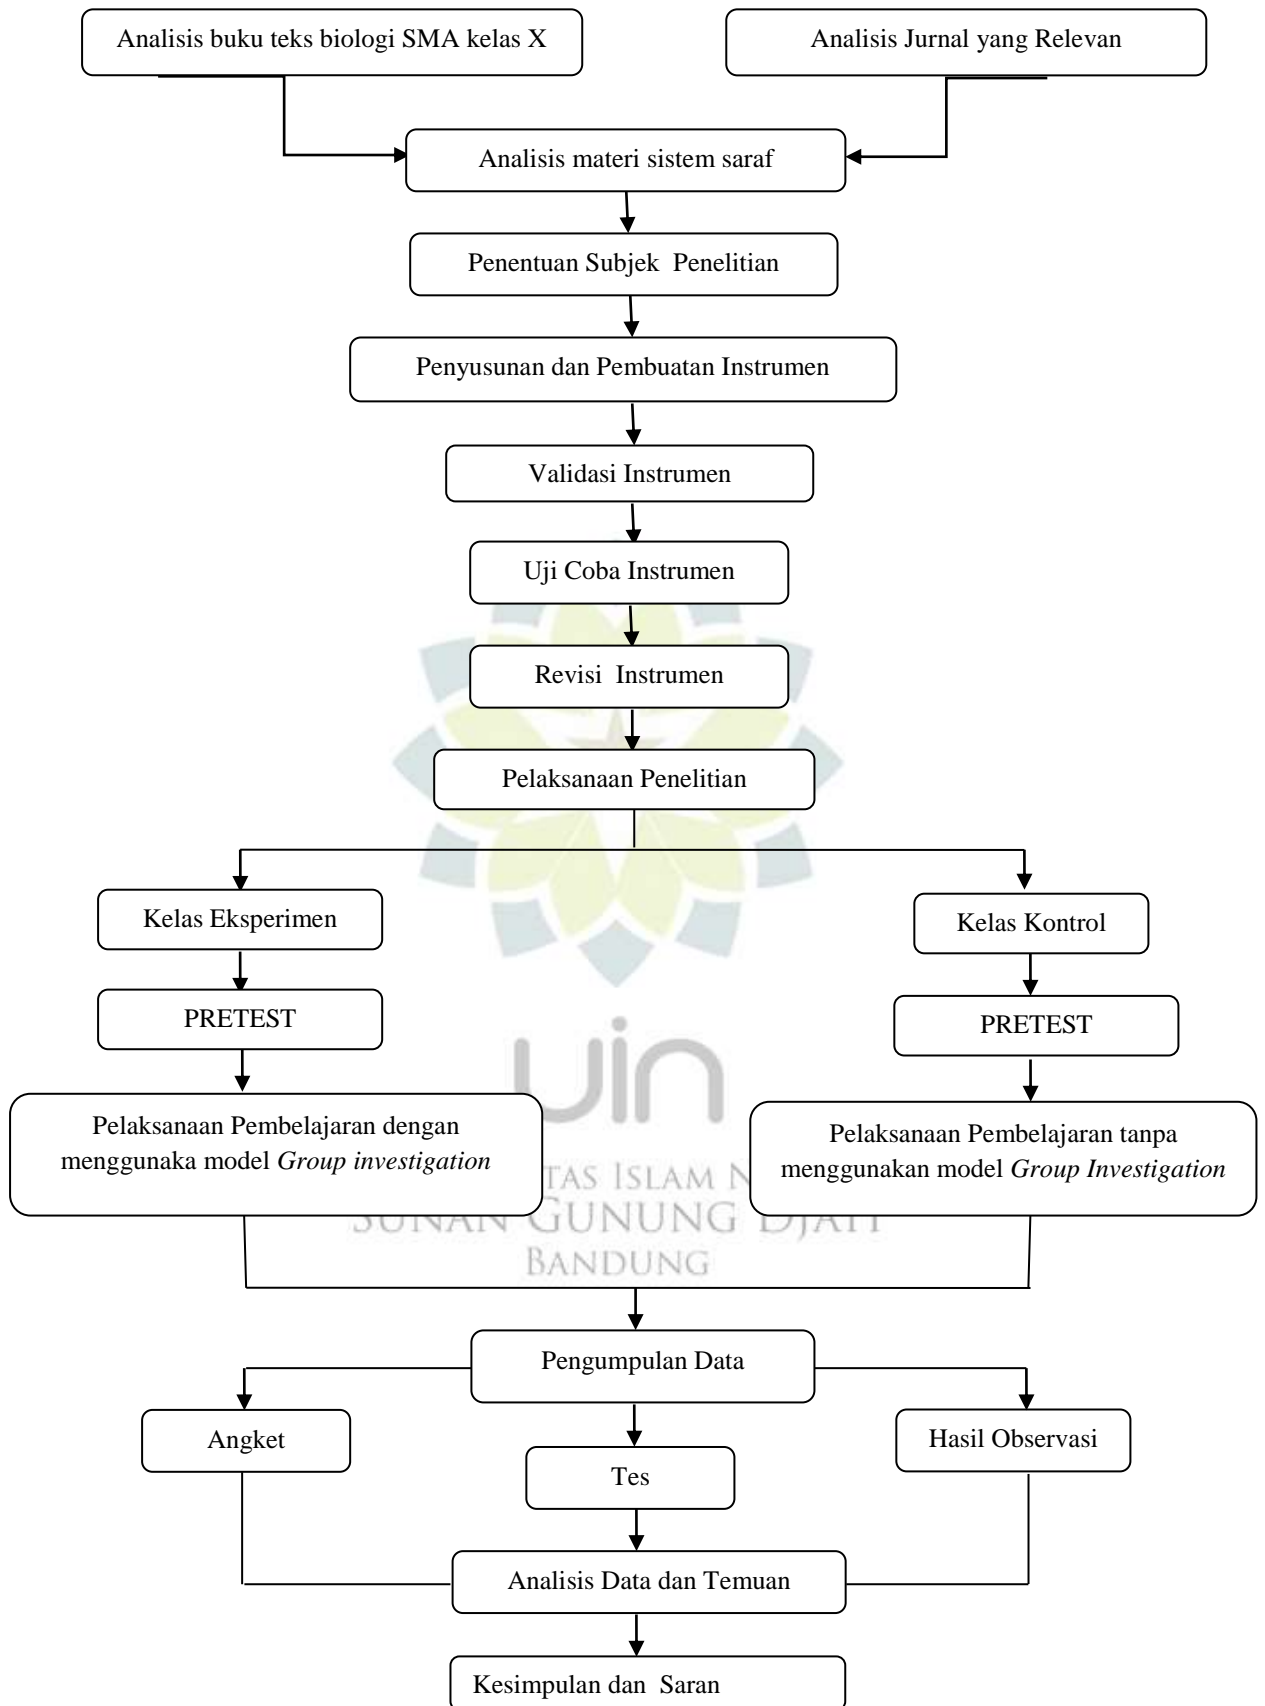 Analisis buku teks biologi SMA kelas X
Analisis Jurnal yang Relevan
Analisis materi sistem saraf
Penentuan Subjek Penelitian
Penyusunan dan Pembuatan Instrumen
Validasi Instrumen
Uji Coba Instrumen
Revisi Instrumen
Pelaksanaan Penelitian
Kelas Eksperimen
Kelas Kontrol
PRETEST
PRETEST
Pelaksanaan Pembelajaran dengan
menggunaka model Group investigation
Pelaksanaan Pembelajaran tanpa
menggunakan model Group Investigation
uin
TAS ISLAM N
SUNAN GUNUNG DJATI
BANDUNG
Pengumpulan Data
Angket
Tes
Hasil Observasi
Analisis Data dan Temuan
Kesimpulan dan Saran